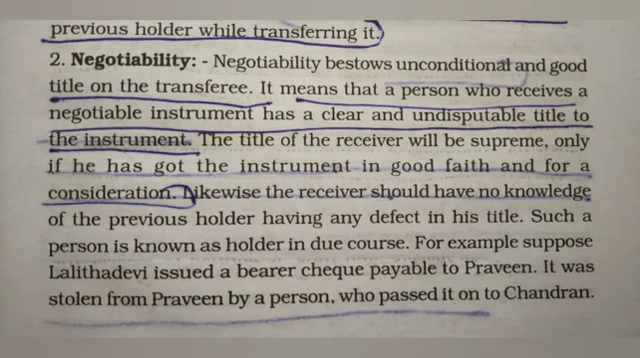 previous holder while transferring it.
2. Negotiability: - Negotiability bestows unconditional and good
title on the transferee. It means that a person who receives a
negotiable instrument has a clear and undisputable title to
the instrument. The title of the receiver will be supreme, only
if he has got the instrument in good faith and for a
consideration. Likewise the receiver should have no knowledge
of the previous holder having any defect in his title. Such a
person is known as holder in due course. For example suppose
Lalithadevi issued a bearer cheque payable to Praveen. It was
stolen from Praveen by a person, who passed it on to Chandran.